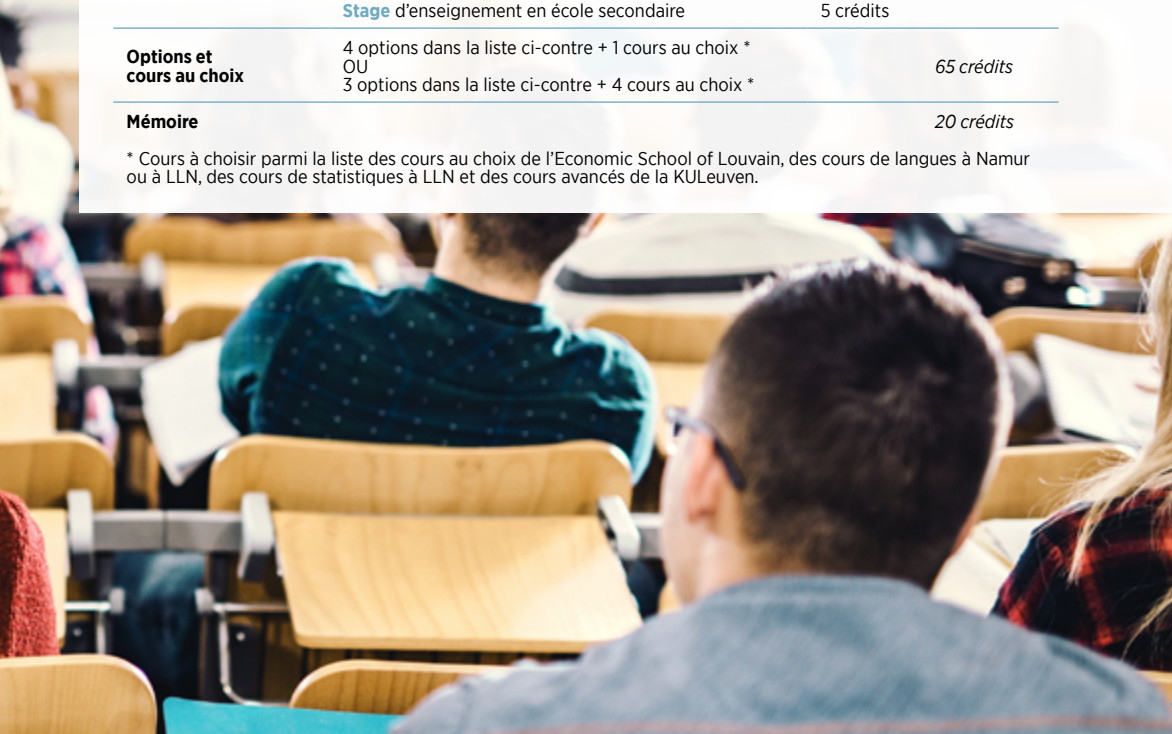 Stage d’enseignement en école secondaire 5 crédits
Options et
cours au choix
4 options dans la liste ci-contre + 1 cours au choix *
OU
3 options dans la liste ci-contre + 4 cours au choix *
65 crédits
Mémoire 20 crédits
* Cours à choisir parmi la liste des cours au choix de l’Economic School of Louvain, des cours de langues à Namur
ou à LLN, des cours de statistiques à LLN et des cours avancés de la KULeuven.